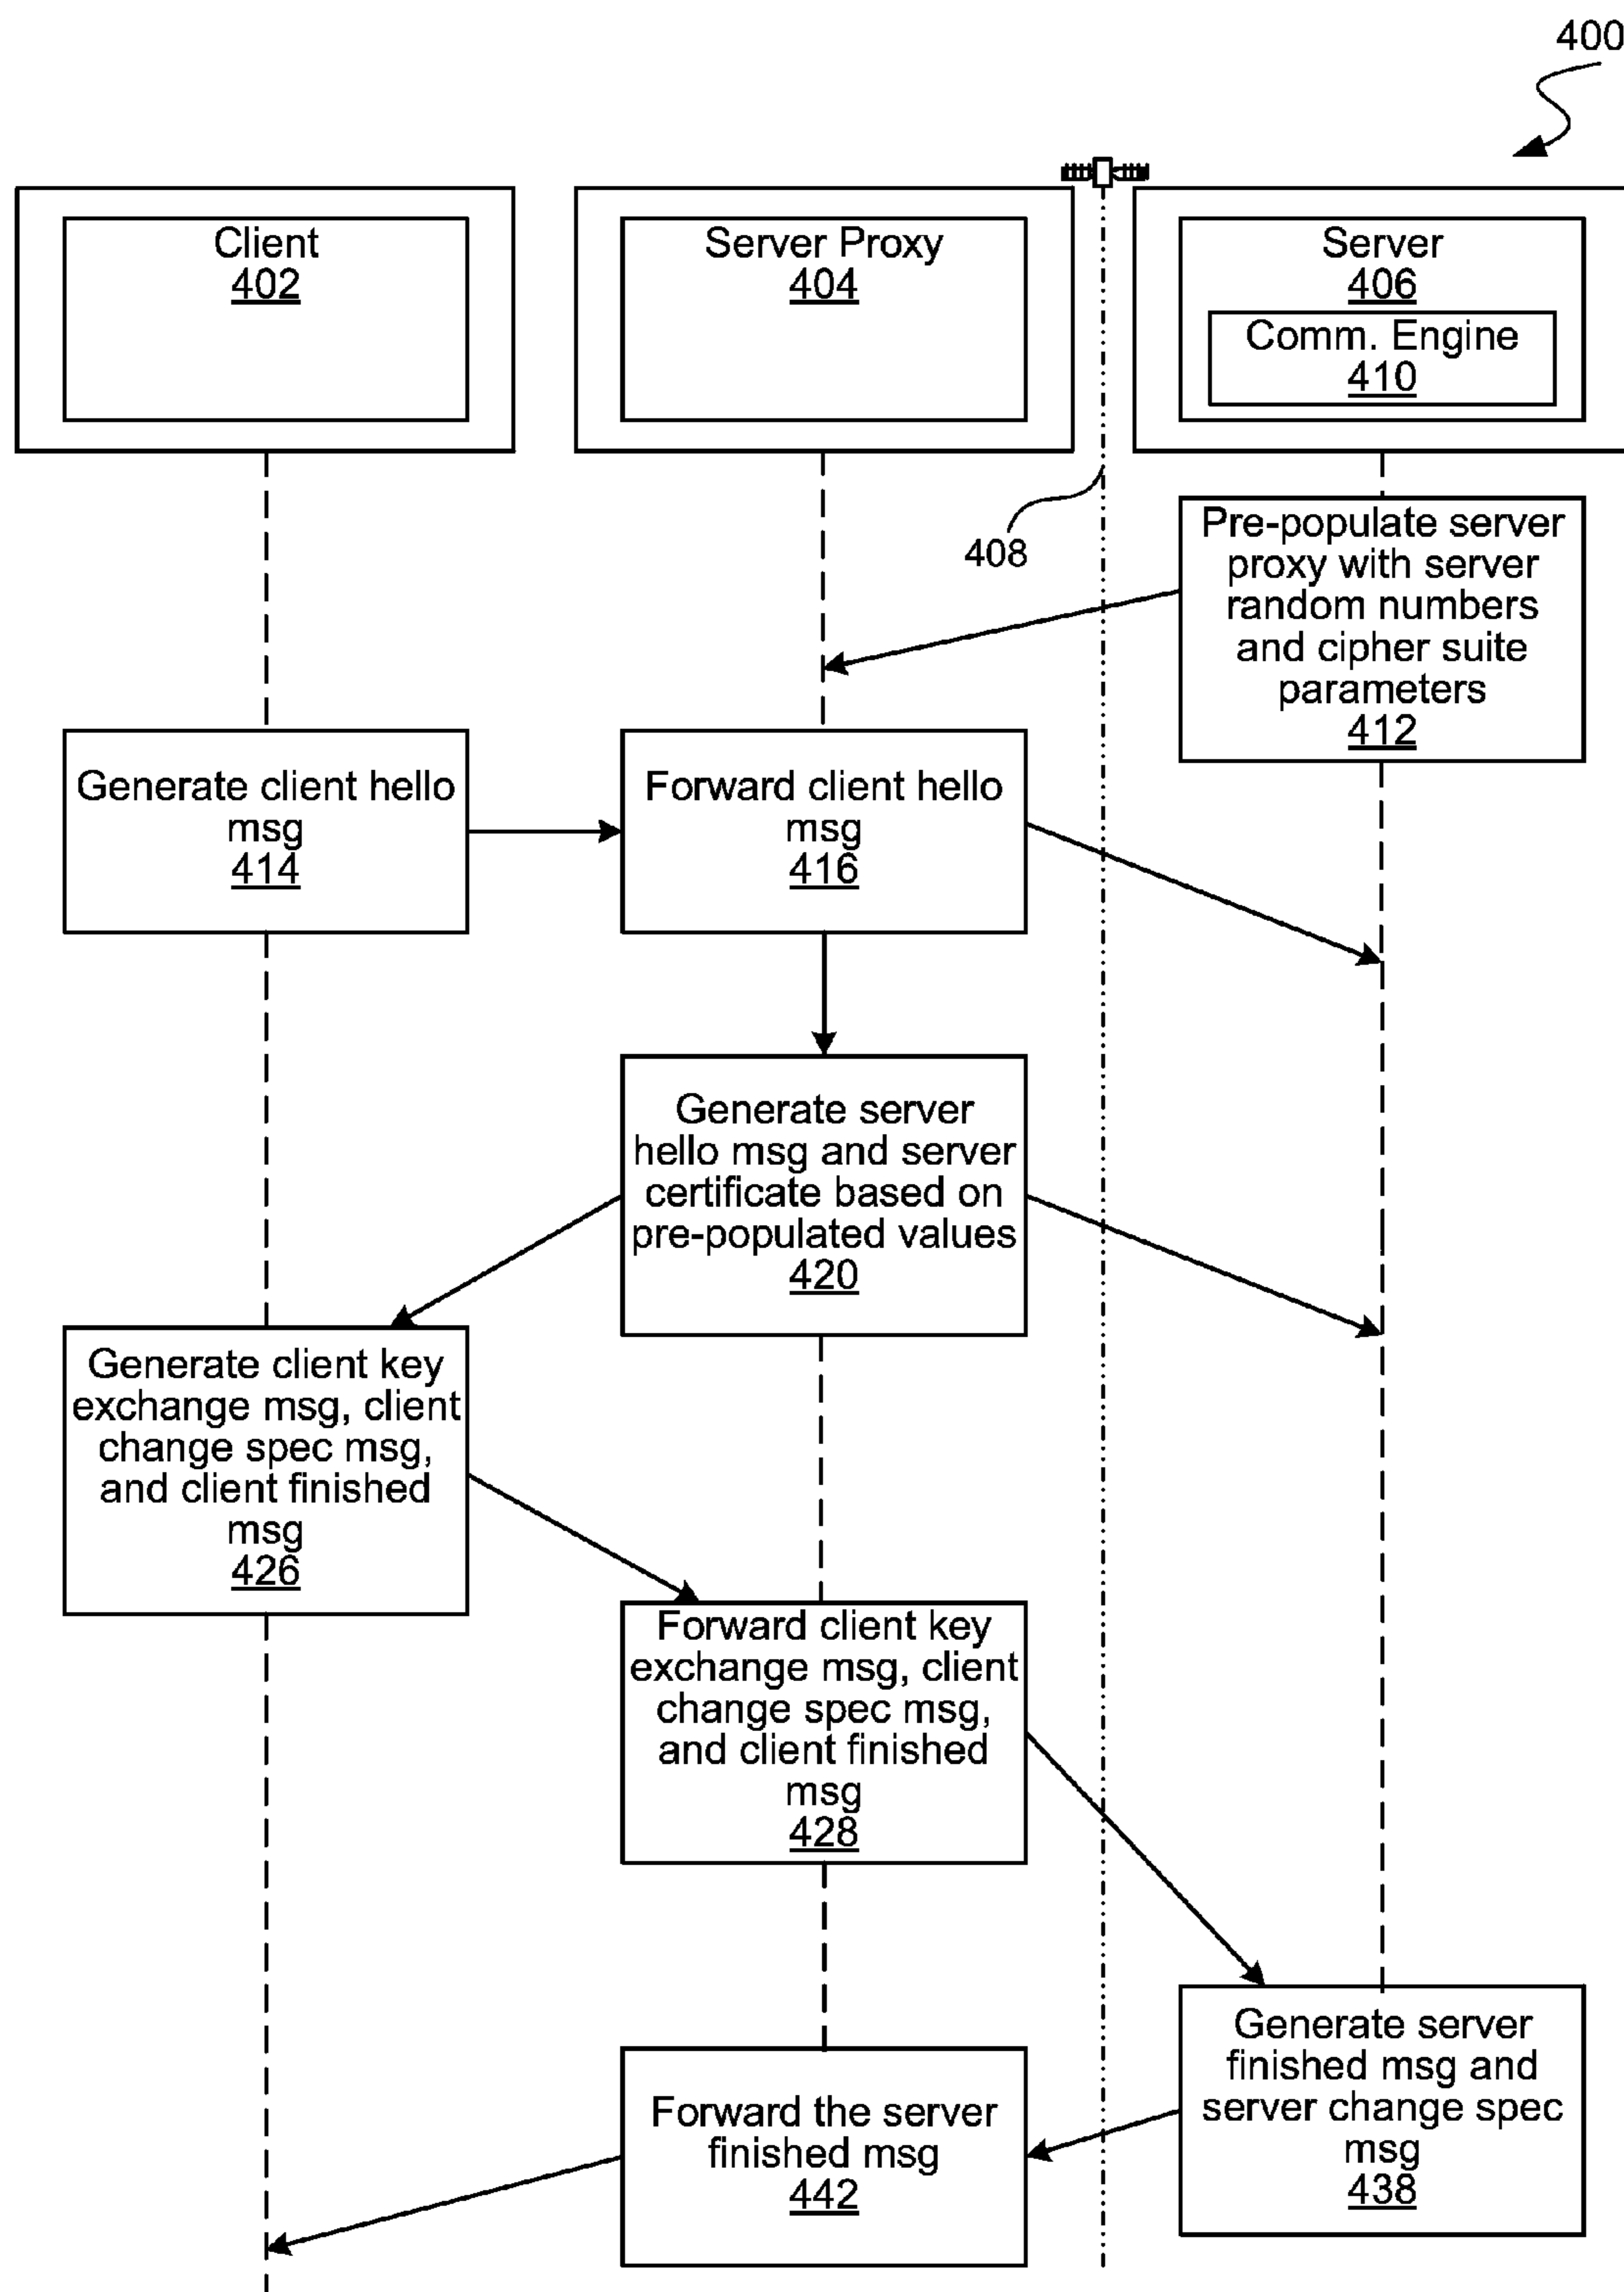 400
Client
402
Server Proxy
404
Server
406
Comm. Engine
410
408
Pre-populate server
proxy with server
random numbers
and cipher suite
parameters
412
Generate client hello
msg
414
Forward client hello
msg
416
Generate server
hello msg and server
certificate based on
pre-populated values
420
Generate client key
exchange msg, client
change spec msg,
and client finished
msg
426
Forward client key
exchange msg, client
change spec msg,
and client finished
msg
428
Generate server
finished msg and
server change spec
msg
438
Forward the server
finished msg
442